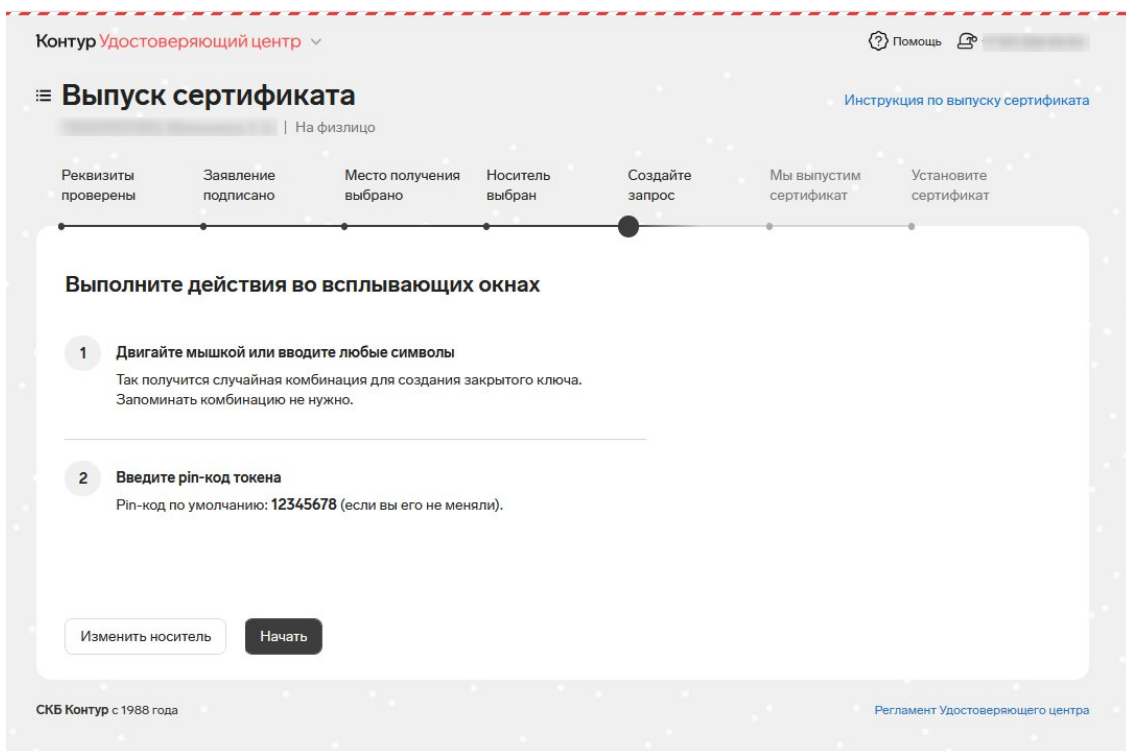 Контур Удостоверяющий центр
Помощь
Выпуск сертификата
Инструкция по выпуску сертификата
| На физлицо
Реквизиты проверены
Заявление подписано
Место получения выбрано
Носитель выбран
Создайте запрос
Мы выпустим сертификат
Установите сертификат
Выполните действия во всплывающих окнах
1 Двигайте мышкой или вводите любые символы
Так получится случайная комбинация для создания закрытого ключа.
Запоминать комбинацию не нужно.
2 Введите pin-код токена
Pin-код по умолчанию: 12345678 (если вы его не меняли).
Изменить носитель
Начать
СКБ Контур с 1988 года
Регламент Удостоверяющего центра